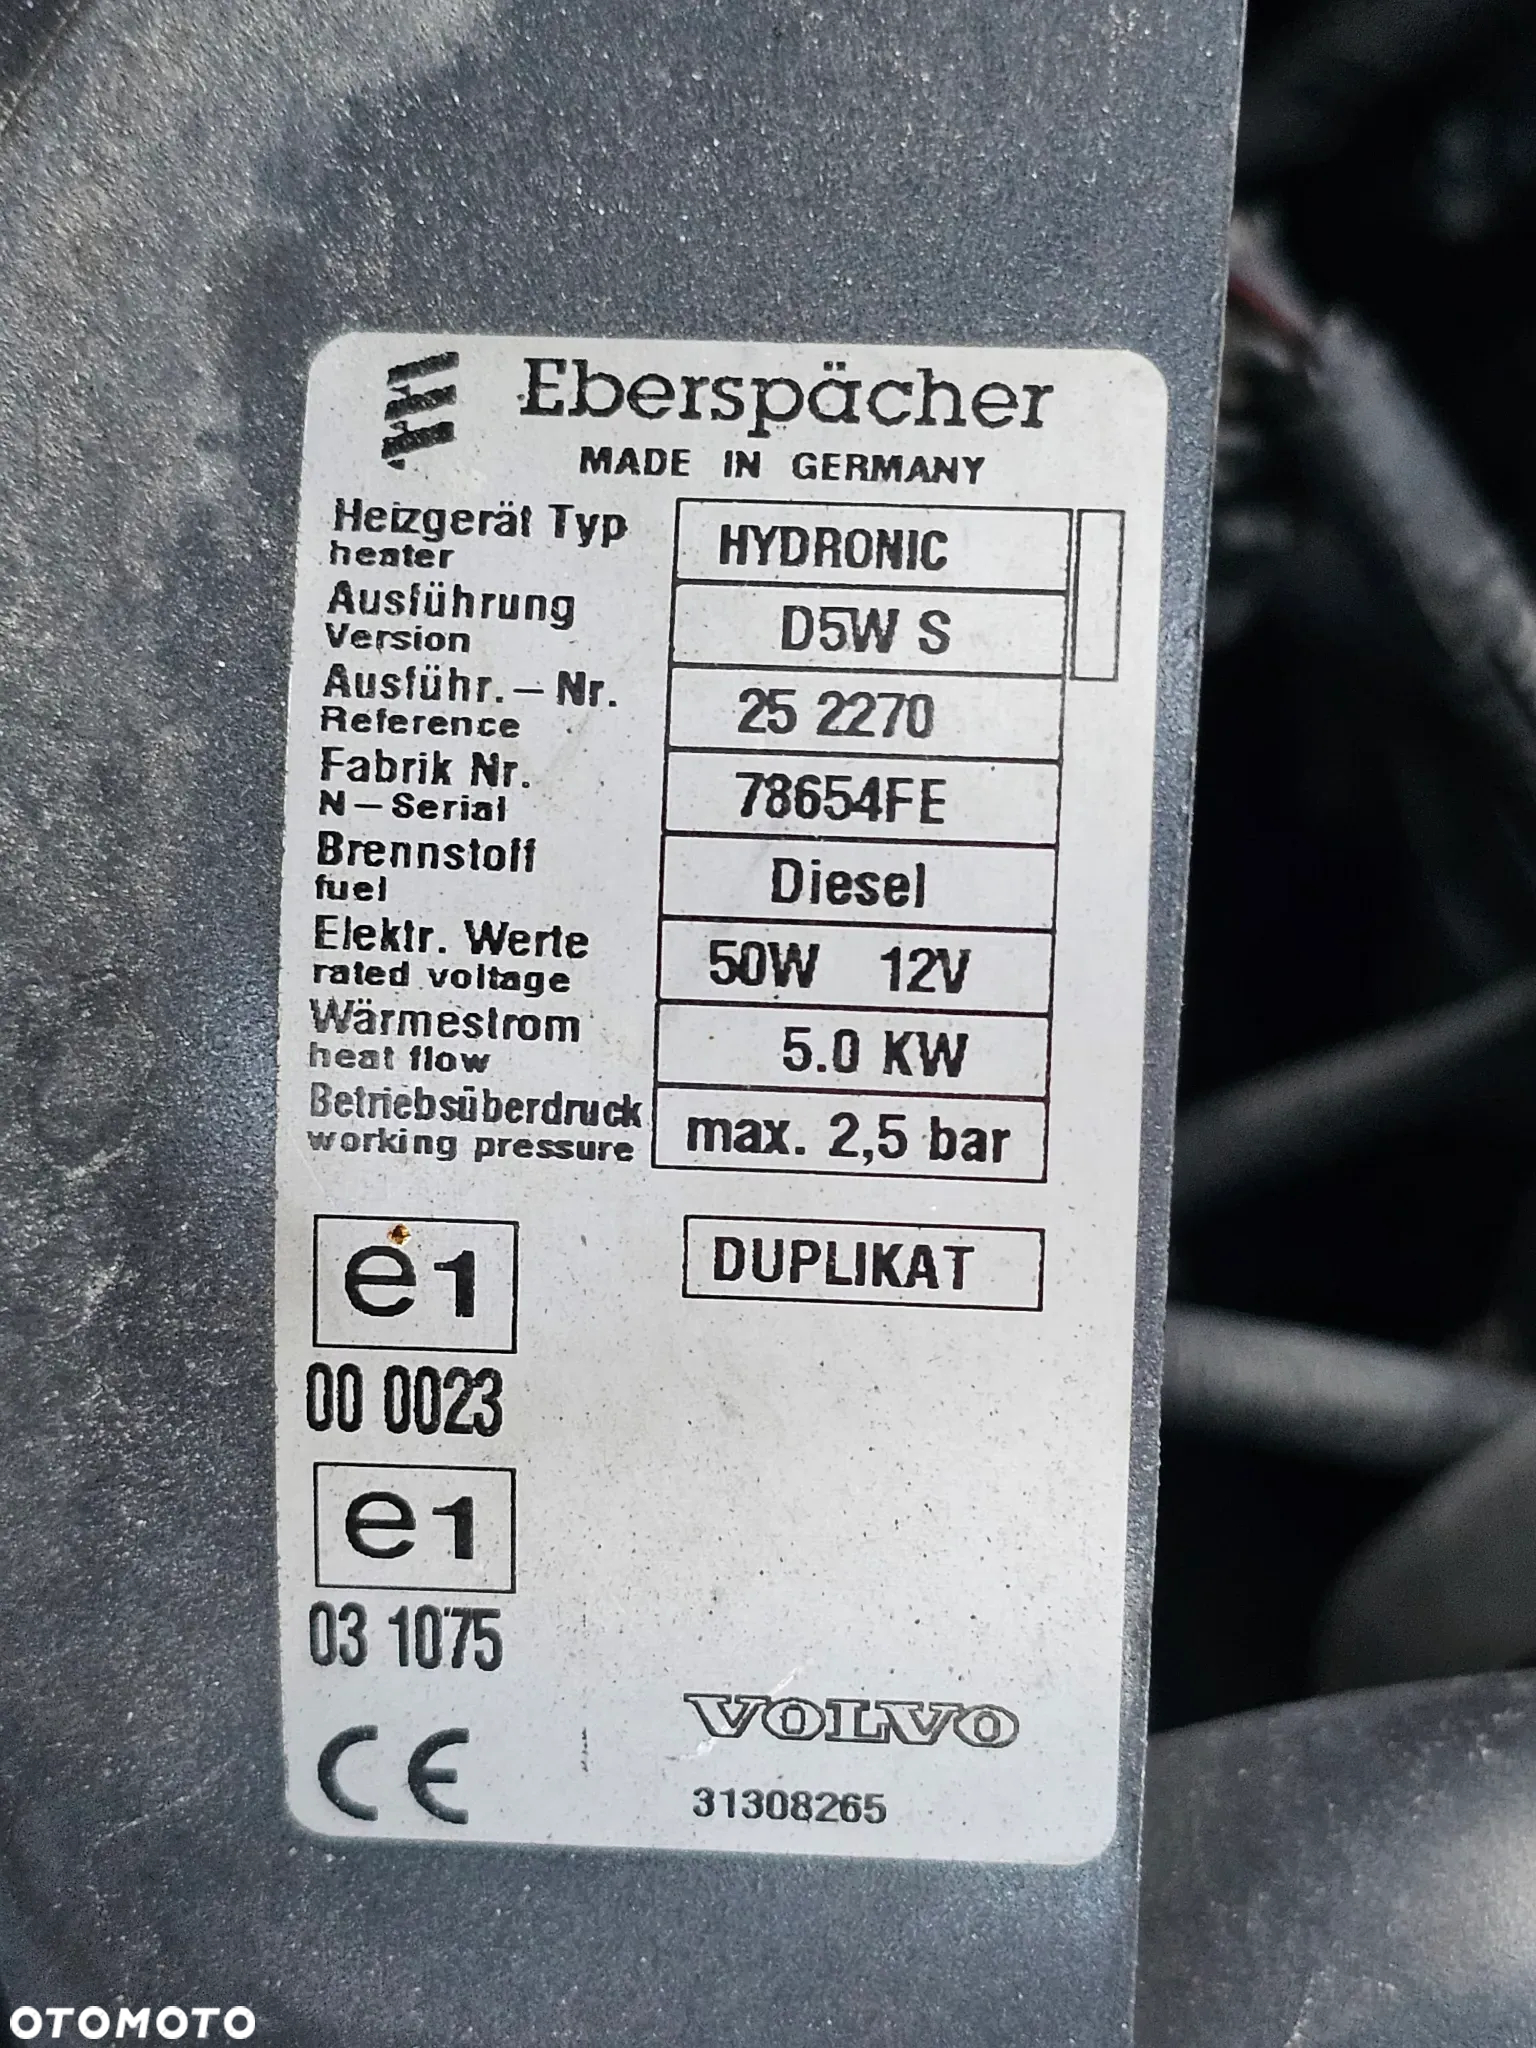 Eberspächer
MADE IN GERMANY
Heizgerät Typ HYDRONIC
heater
Ausführung D5W S
Version
Ausführ.-Nr. 25 2270
Reference
Fabrik Nr. 78654FE
N-Serial
Brennstoff Diesel
fuel
Elektr. Werte 50W 12V
rated voltage
Wärmestrom 5.0 KW
heat flow
Betriebsüberdruck max. 2,5 bar
working pressure
e1 DUPLIKAT
00 0023
e1
03 1075
CE VOLVO
31308265
OTOMOTO